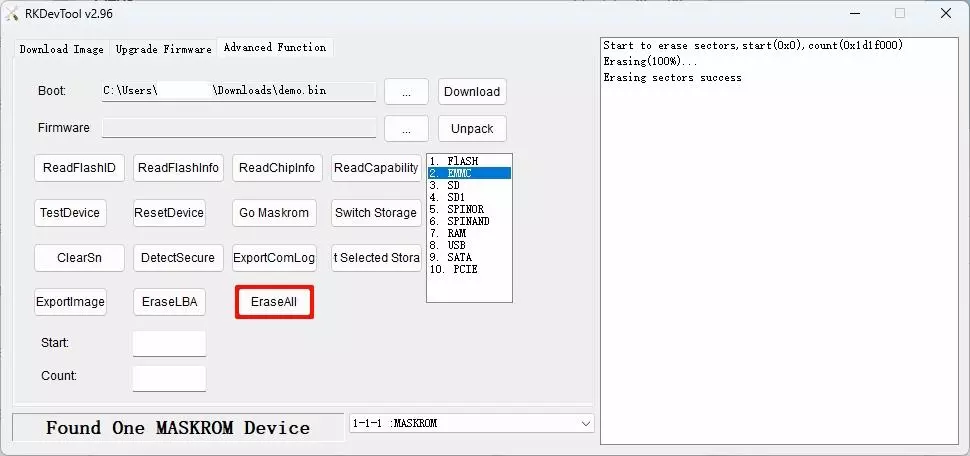 RKDevTool v2.96
Download Image Upgrade Firmware Advanced Function
Boot: C:\Users\ \Downloads\demo.bin ... Download
Firmware ... Unpack
ReadFlashID ReadFlashInfo ReadChipInfo ReadCapability
TestDevice ResetDevice Go Maskrom Switch Storage
ClearSn DetectSecure ExportComLog t Selected Stora
ExportImage EraseLBA EraseAll
Start:
Count:
1. FlASH
2. EMMC
3. SD
4. SD1
5. SPINOR
6. SPINAND
7. RAM
8. USB
9. SATA
10. PCIE
Found One MASKROM Device 1-1-1 :MASKROM
Start to erase sectors,start(0x0),count(0x1d1f000)
Erasing(100%)...
Erasing sectors success